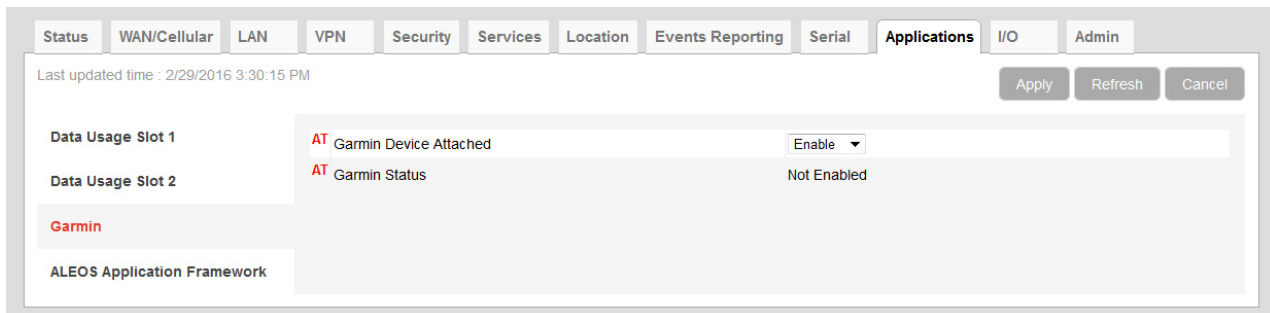 Status WAN/Cellular LAN VPN Security Services Location Events Reporting Serial Applications I/O Admin
Last updated time : 2/29/2016 3:30:15 PM
Apply Refresh Cancel
Data Usage Slot 1
AT Garmin Device Attached Enable
Data Usage Slot 2
AT Garmin Status Not Enabled
Garmin
ALEOS Application Framework